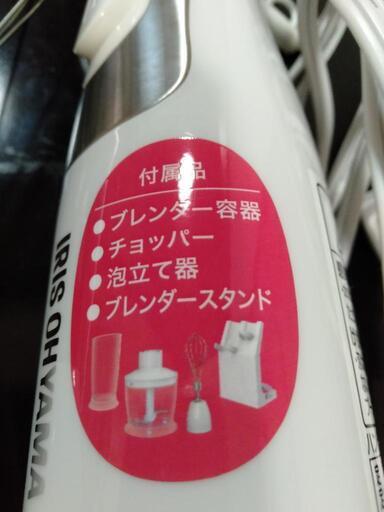 付属品
●ブレンダー容器
●チョッパー
●泡立て器
●ブレンダースタンド
IRIS OHYAMA